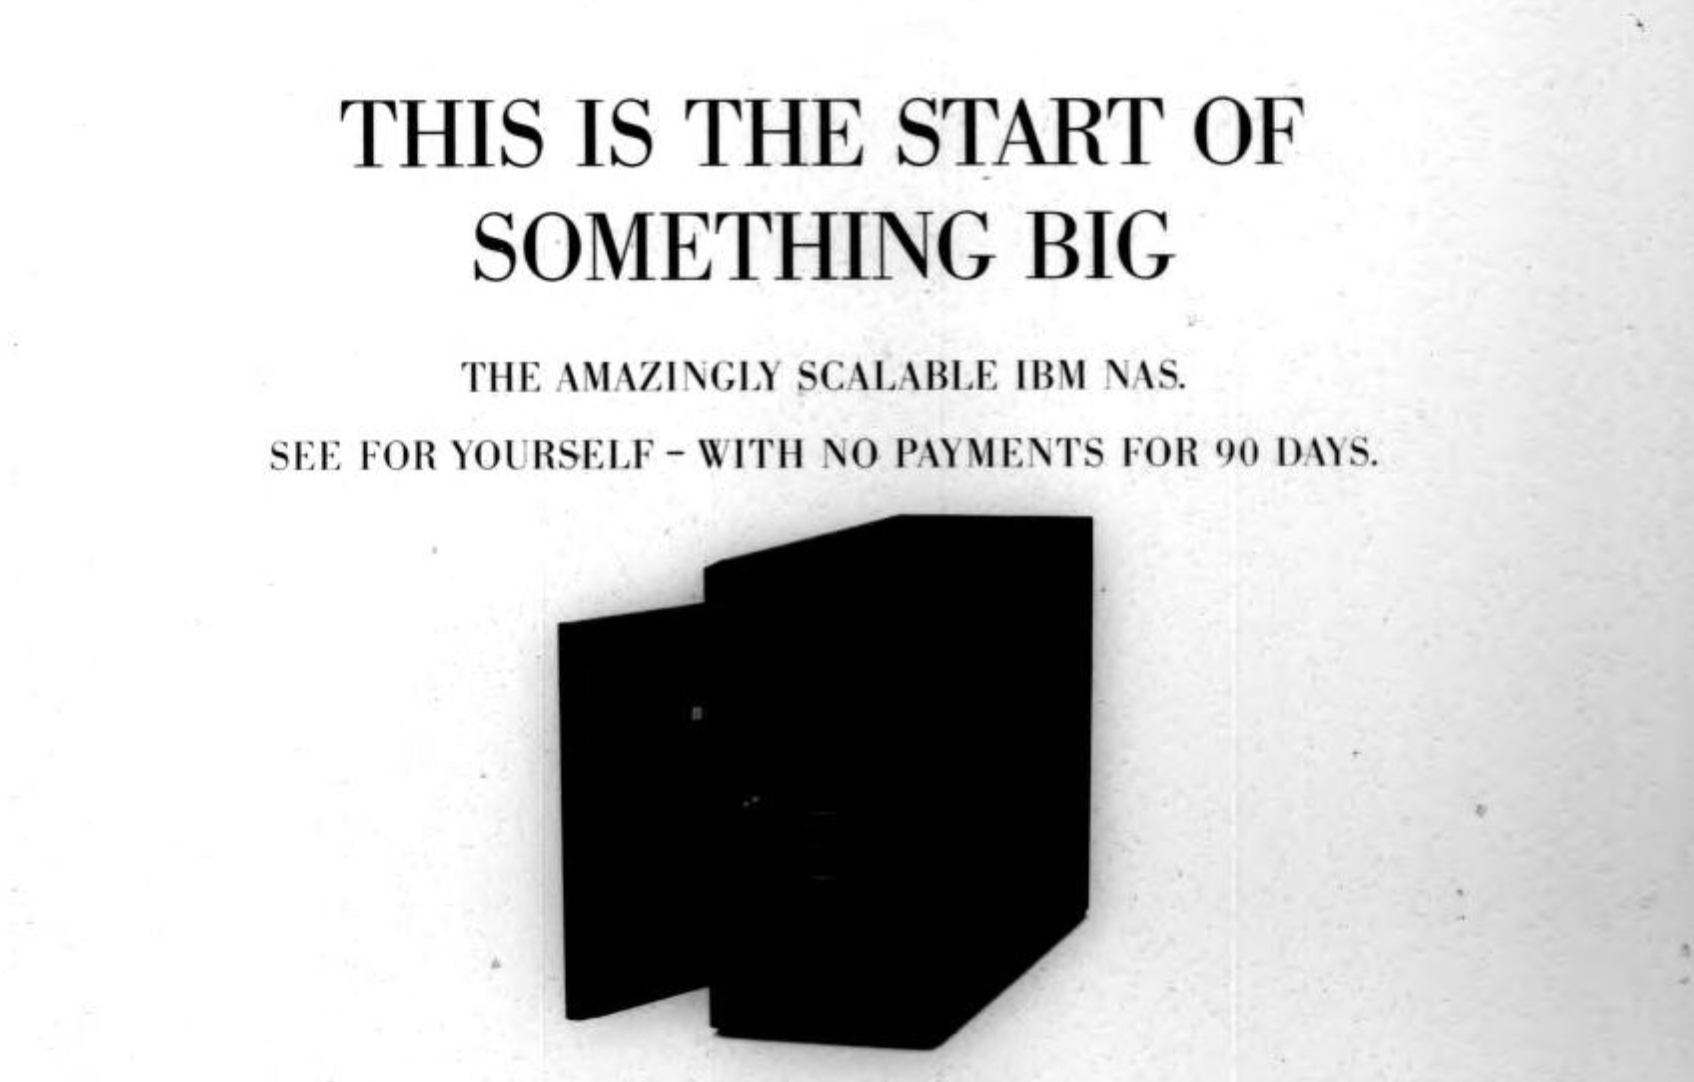 THIS IS THE START OF
SOMETHING BIG
THE AMAZINGLY SCALABLE IBM NAS.
SEE FOR YOURSELF – WITH NO PAYMENTS FOR 90 DAYS.